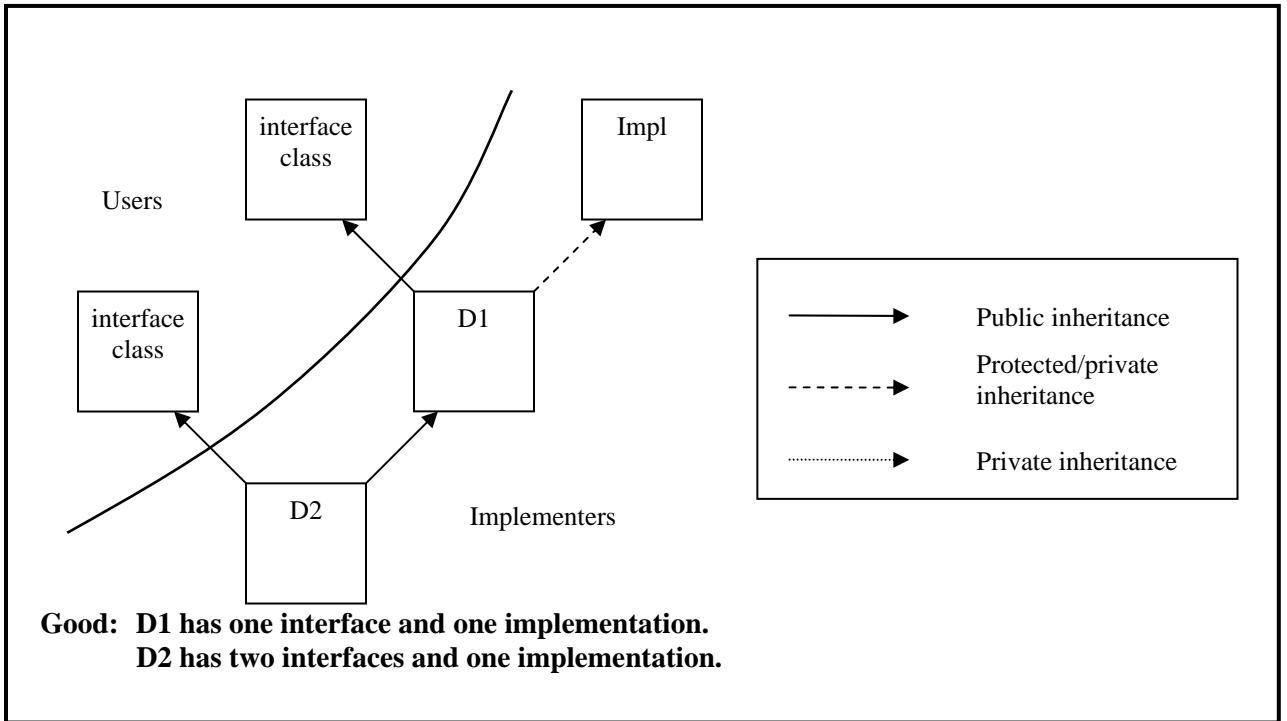 interface
class
Impl
Users
interface
class
D1
Public inheritance
Protected/private
inheritance
Private inheritance
D2
Implementers
Good: D1 has one interface and one implementation.
D2 has two interfaces and one implementation.